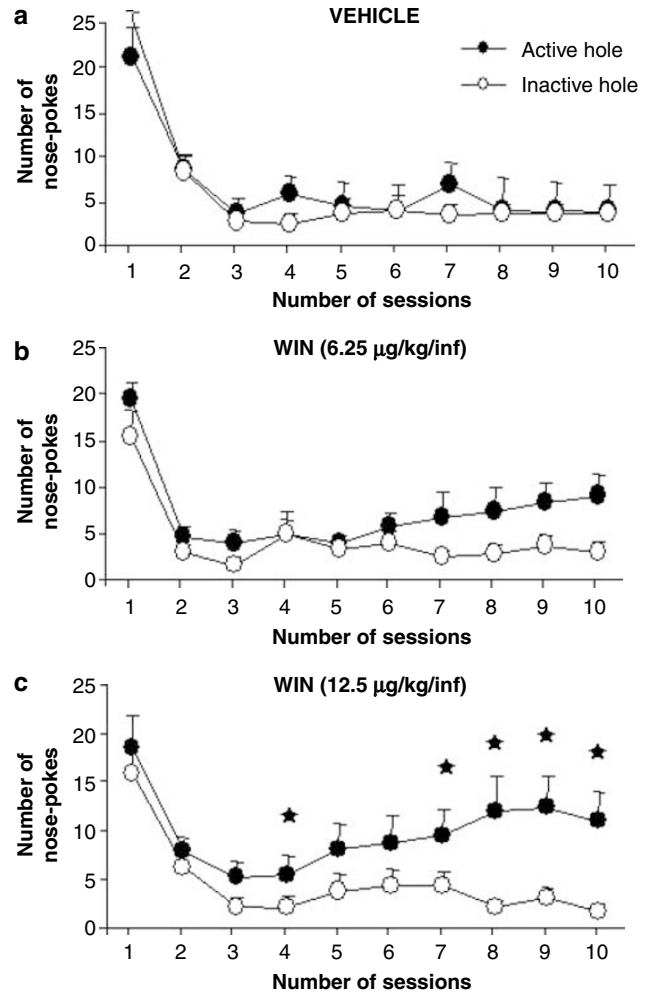 a
VEHICLE
Number of
nose-pokes
25
20
15
10
5
0
Active hole
Inactive hole
1 2 3 4 5 6 7 8 9 10
Number of sessions
b
WIN (6.25 μg/kg/inf)
Number of
nose-pokes
25
20
15
10
5
0
1 2 3 4 5 6 7 8 9 10
Number of sessions
c
WIN (12.5 μg/kg/inf)
Number of
nose-pokes
25
20
15
10
5
0
1 2 3 4 5 6 7 8 9 10
Number of sessions